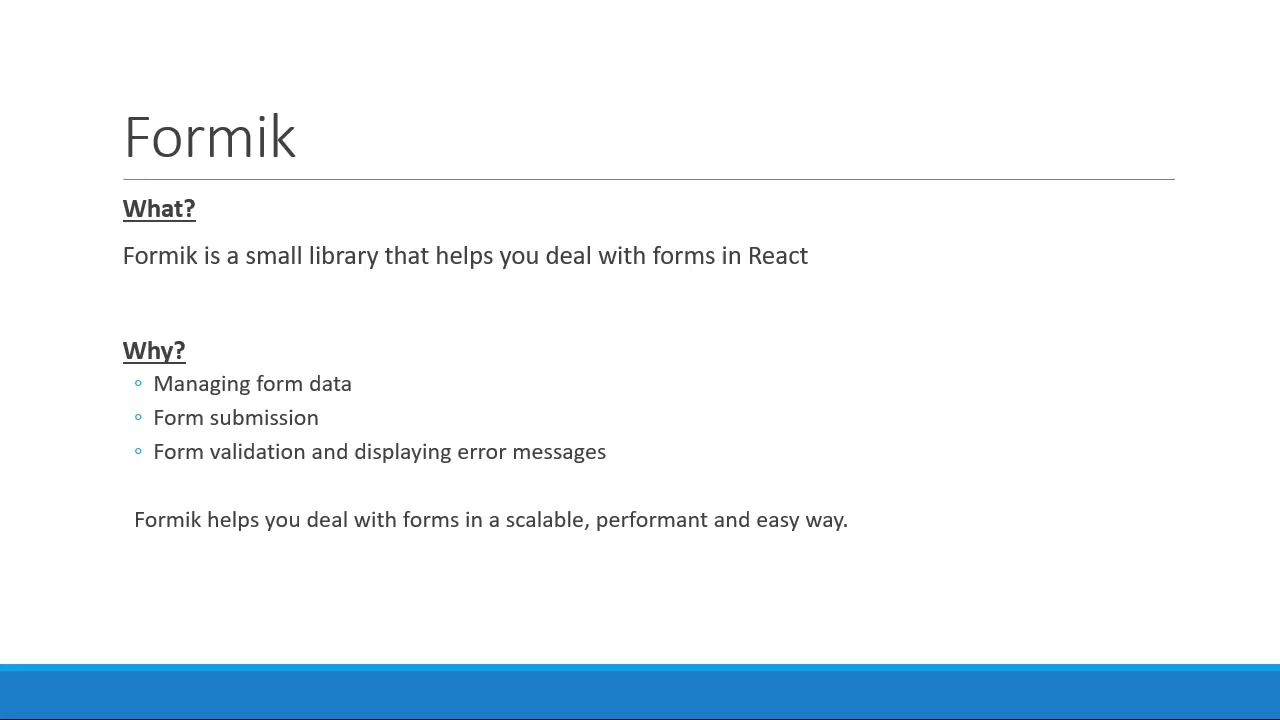 Formik
What?
Formik is a small library that helps you deal with forms in React
Why?
◦ Managing form data
◦ Form submission
◦ Form validation and displaying error messages
Formik helps you deal with forms in a scalable, performant and easy way.